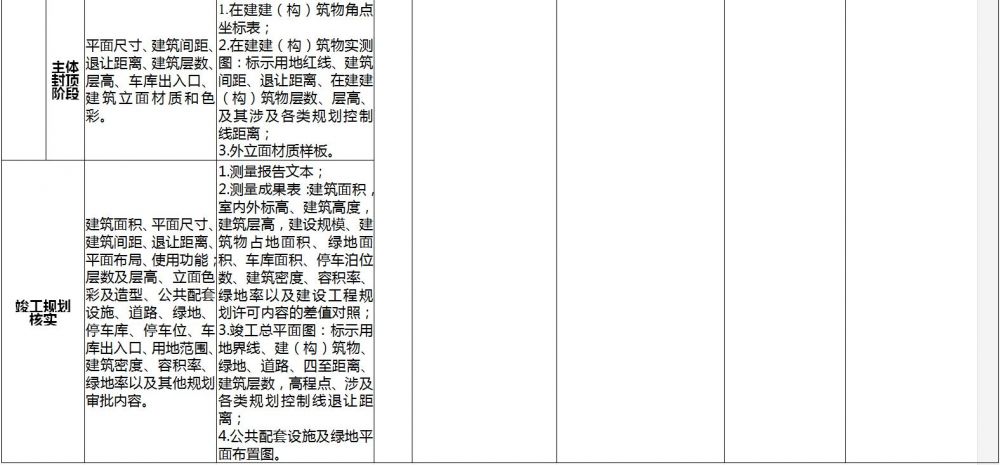 主体
封顶
阶段
平面尺寸、建筑间距、
退让距离、建筑层数、
层高、车库出入口、
建筑立面材质和色
彩。
1.在建建（构）筑物角点
坐标表；
2.在建建（构）筑物实测
图：标示用地红线、建筑
间距、退让距离、在建建
（构）筑物层数、层高、
及其涉及各类规划控制
线距离；
3.外立面材质样板。
竣工规划
核实
建筑面积、平面尺寸、
建筑间距、退让距离、
平面布局、使用功能；
层数及层高、立面色
彩及造型、公共配套
设施、道路、绿地、
停车库、停车位、车
库出入口、用地范围、
建筑密度、容积率、
绿地率以及其他规划
审批内容。
1.测量报告文本；
2.测量成果表：建筑面积，
室内外标高、建筑高度，
建筑层高，建设规模、建
筑物占地面积、绿地面
积、车库面积、停车泊位
数、建筑密度、容积率、
绿地率以及建设工程规
划许可内容的差值对照；
3.竣工总平面图：标示用
地界线、建（构）筑物、
绿地、道路、四至距离、
建筑层数，高程点、涉及
各类规划控制线退让距
离；
4.公共配套设施及绿地平
面布置图。